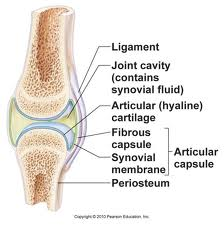 Ligament
Joint cavity
(contains
synovial fluid)
Articular (hyaline)
cartilage
Fibrous
capsule
Synovial
membrane
Articular
capsule
Periosteum
Copyright © 2010 Pearson Education, Inc.